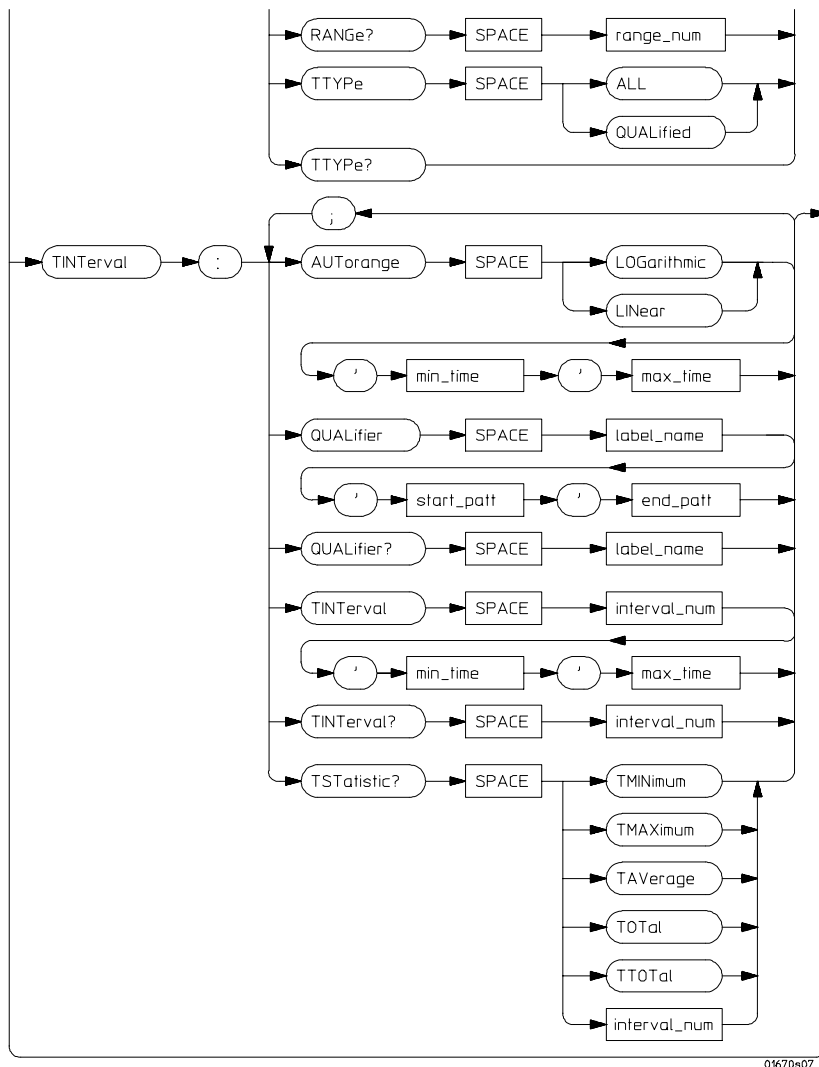 RANGe? SPACE range_num
TTYPe SPACE ALL
QUALified
TTYPe?
;
TINTerval : AUTorange SPACE LOGarithmic
LINear
, min_time , max_time
QUALifier SPACE label_name
, start_patt , end_patt
QUALifier? SPACE label_name
TINTerval SPACE interval_num
, min_time , max_time
TINTerval? SPACE interval_num
TSTatistic? SPACE TMINimum
TMAXimum
TAVerage
TOTal
TTOTal
interval_num
01670s07